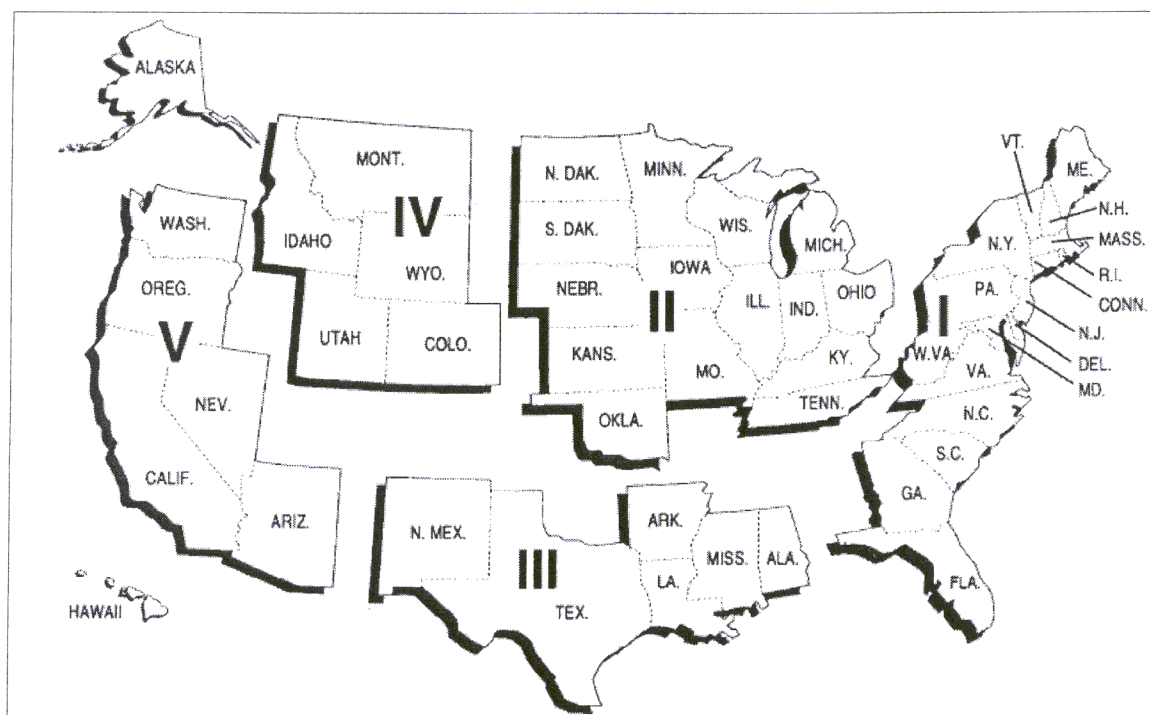 ALASKA
WASH.
OREG.
V
NEV.
CALIF.
ARIZ.
HAWAII
MONT.
IV
IDAHO
WYO.
UTAH
COLO.
N. DAK.
MINN.
S. DAK.
WIS.
MICH.
NEBR.
IOWA
II
ILL.
IND.
OHIO
KANS.
MO.
KY.
OKLA.
TENN.
N. MEX.
III
TEX.
ARK.
LA.
MISS.
ALA.
VT.
ME.
N.H.
N.Y.
MASS.
R.I.
PA.
CONN.
I
N.J.
W.VA.
DEL.
VA.
MD.
N.C.
S.C.
GA.
FLA.